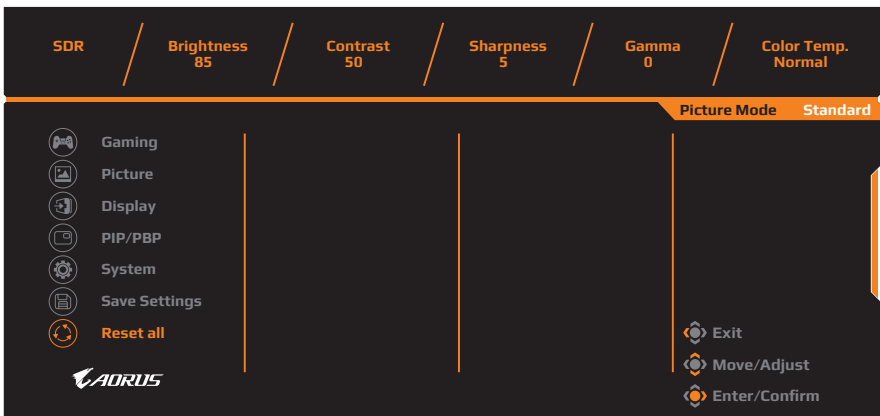 SDR
Brightness
85
Contrast
50
Sharpness
5
Gamma
0
Color Temp.
Normal
Picture Mode Standard
Gaming
Picture
Display
PIP/PBP
System
Save Settings
Reset all
AORUS
Exit
Move/Adjust
Enter/Confirm